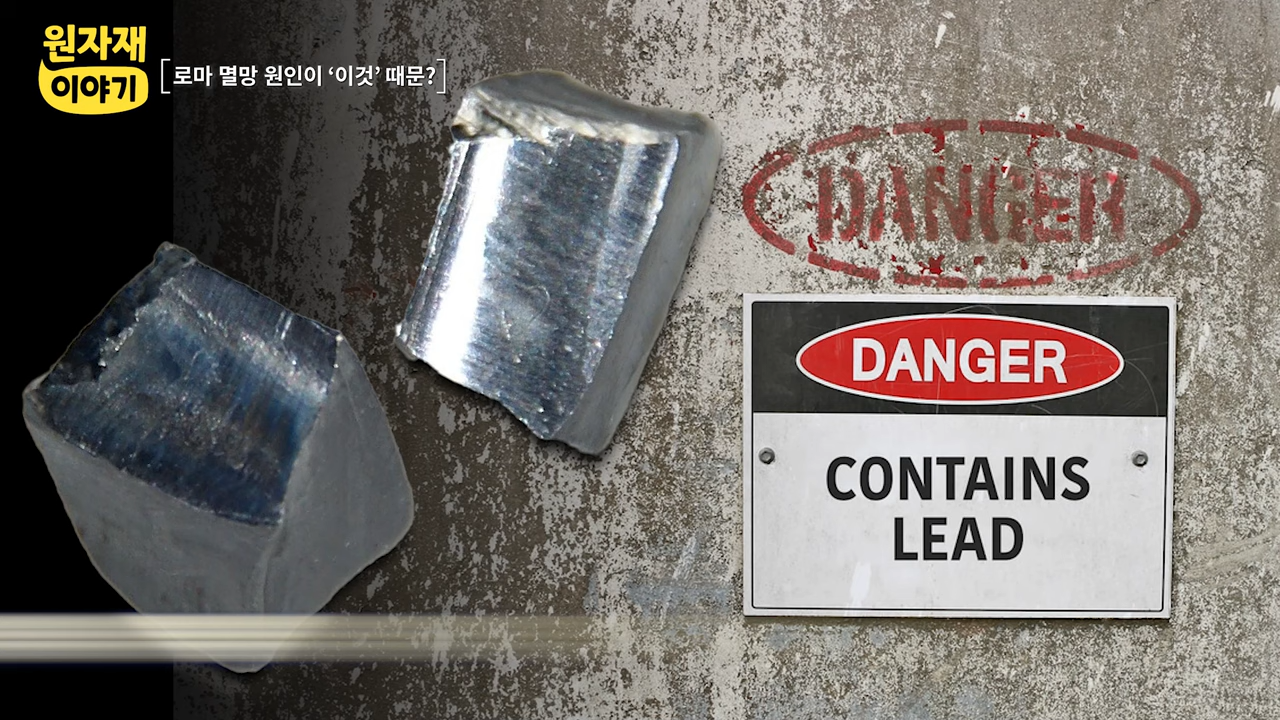 원자재
이야기
[로마 멸망 원인이 ‘이것’ 때문?]
DANGER
DANGER
CONTAINS
LEAD